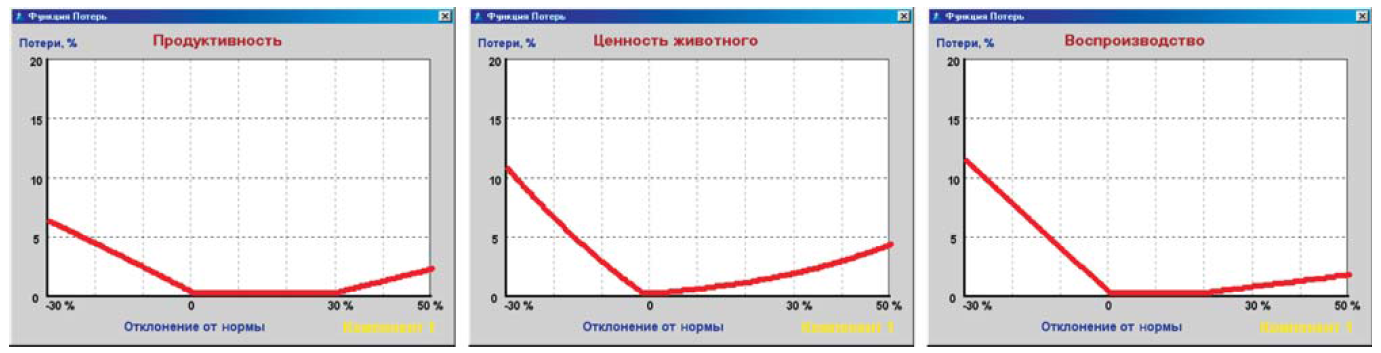 Функция Потерь
Потери, % Продуктивность
20
15
10
5
0
-30 % 0 30 % 50 %
Отклонение от нормы Компонент 1
Функция Потерь
Потери, % Ценность животного
20
15
10
5
0
-30 % 0 30 % 50 %
Отклонение от нормы Компонент 1
Функция Потерь
Потери, % Воспроизводство
20
15
10
5
0
-30 % 0 30 % 50 %
Отклонение от нормы Компонент 1